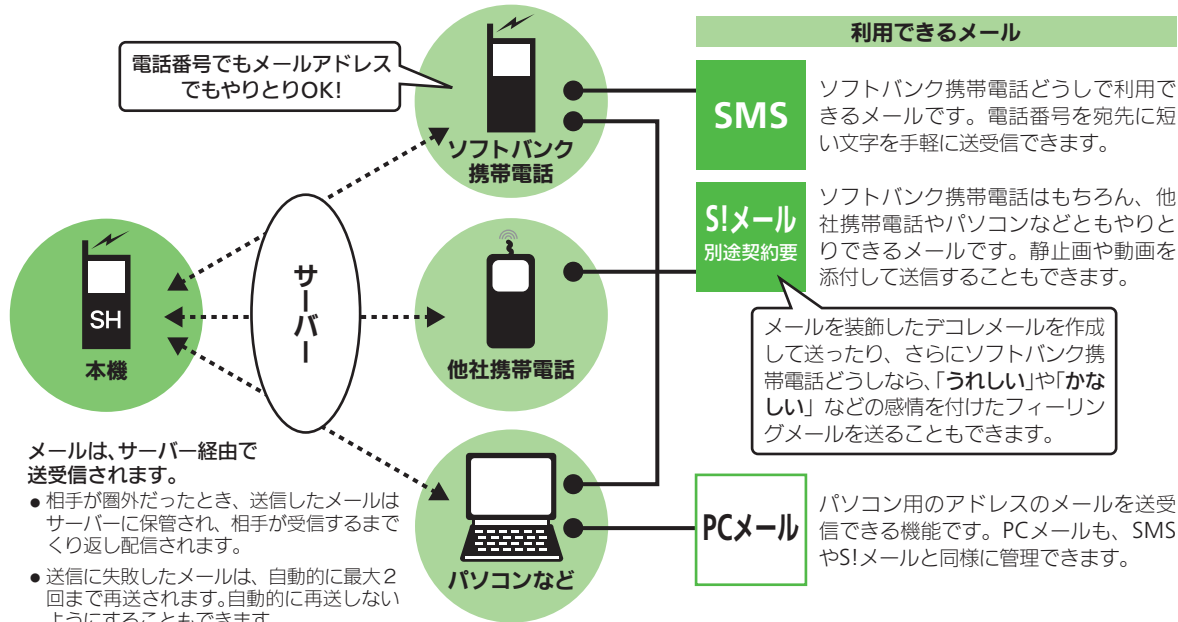 電話番号でもメールアドレス
でもやりとりOK!
ソフトバンク
携帯電話
サーバー
SH
本機
他社携帯電話
パソコンなど
メールは、サーバー経由で
送受信されます。
●相手が圏外だったとき、送信したメールは
サーバーに保管され、相手が受信するまで
くり返し配信されます。
●送信に失敗したメールは、自動的に最大2
回まで再送されます。自動的に再送しない
ようにすることもできます。
利用できるメール
SMS
ソフトバンク携帯電話どうしで利用で
きるメールです。電話番号を宛先に短
い文字を手軽に送受信できます。
S!メール
別途契約要
ソフトバンク携帯電話はもちろん、他
社携帯電話やパソコンなどともやりと
りできるメールです。静止画や動画を
添付して送信することもできます。
メールを装飾したデコレメールを作成
して送ったり、さらにソフトバンク携
帯電話どうしなら、「うれしい」や「かな
しい」などの感情を付けたフィーリン
グメールを送ることもできます。
PCメール
パソコン用のアドレスのメールを送受
信できる機能です。PCメールも、SMS
やS!メールと同様に管理できます。